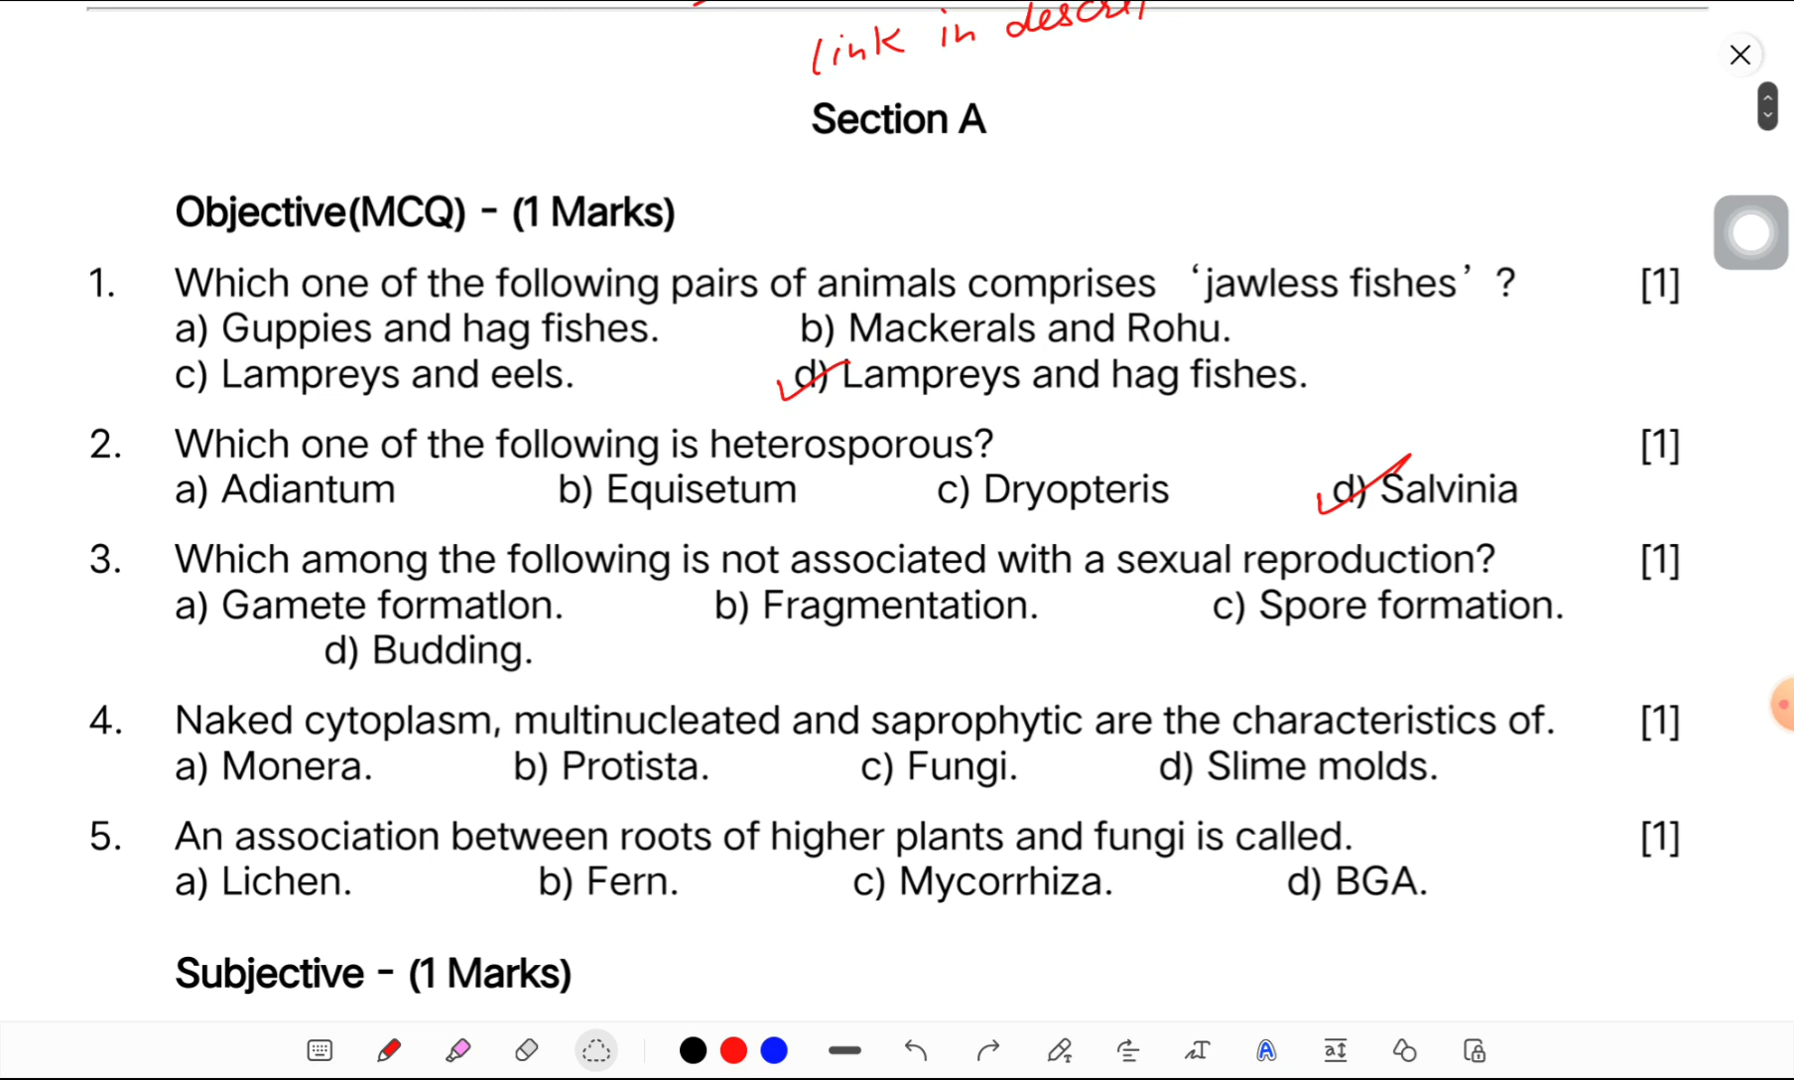 link in
Section A
Objective(MCQ) - (1 Marks)
1. Which one of the following pairs of animals comprises ‘jawless fishes’ ? [1]
a) Guppies and hag fishes. b) Mackerals and Rohu.
c) Lampreys and eels. d) Lampreys and hag fishes.
2. Which one of the following is heterosporous? [1]
a) Adiantum b) Equisetum c) Dryopteris d) Salvinia
3. Which among the following is not associated with a sexual reproduction? [1]
a) Gamete formatlon. b) Fragmentation. c) Spore formation.
d) Budding.
4. Naked cytoplasm, multinucleated and saprophytic are the characteristics of. [1]
a) Monera. b) Protista. c) Fungi. d) Slime molds.
5. An association between roots of higher plants and fungi is called. [1]
a) Lichen. b) Fern. c) Mycorrhiza. d) BGA.
Subjective - (1 Marks)